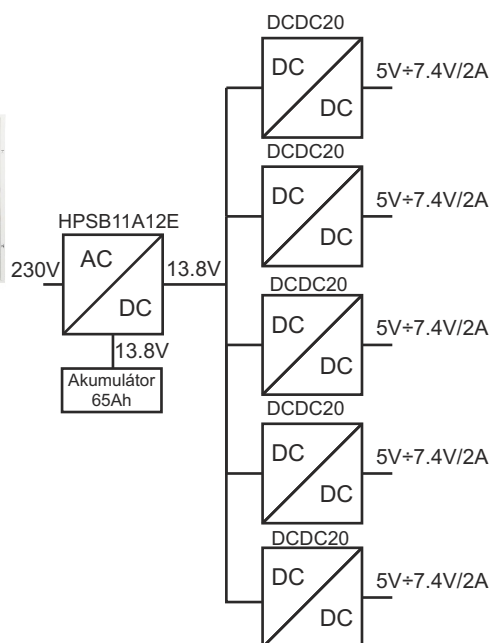 DCDC20
DC
DC
5V÷7.4V/2A
DCDC20
DC
DC
5V÷7.4V/2A
HPSB11A12E
230V
AC
DC
13.8V
13.8V
Akumulátor
65Ah
DCDC20
DC
DC
5V÷7.4V/2A
DCDC20
DC
DC
5V÷7.4V/2A
DCDC20
DC
DC
5V÷7.4V/2A